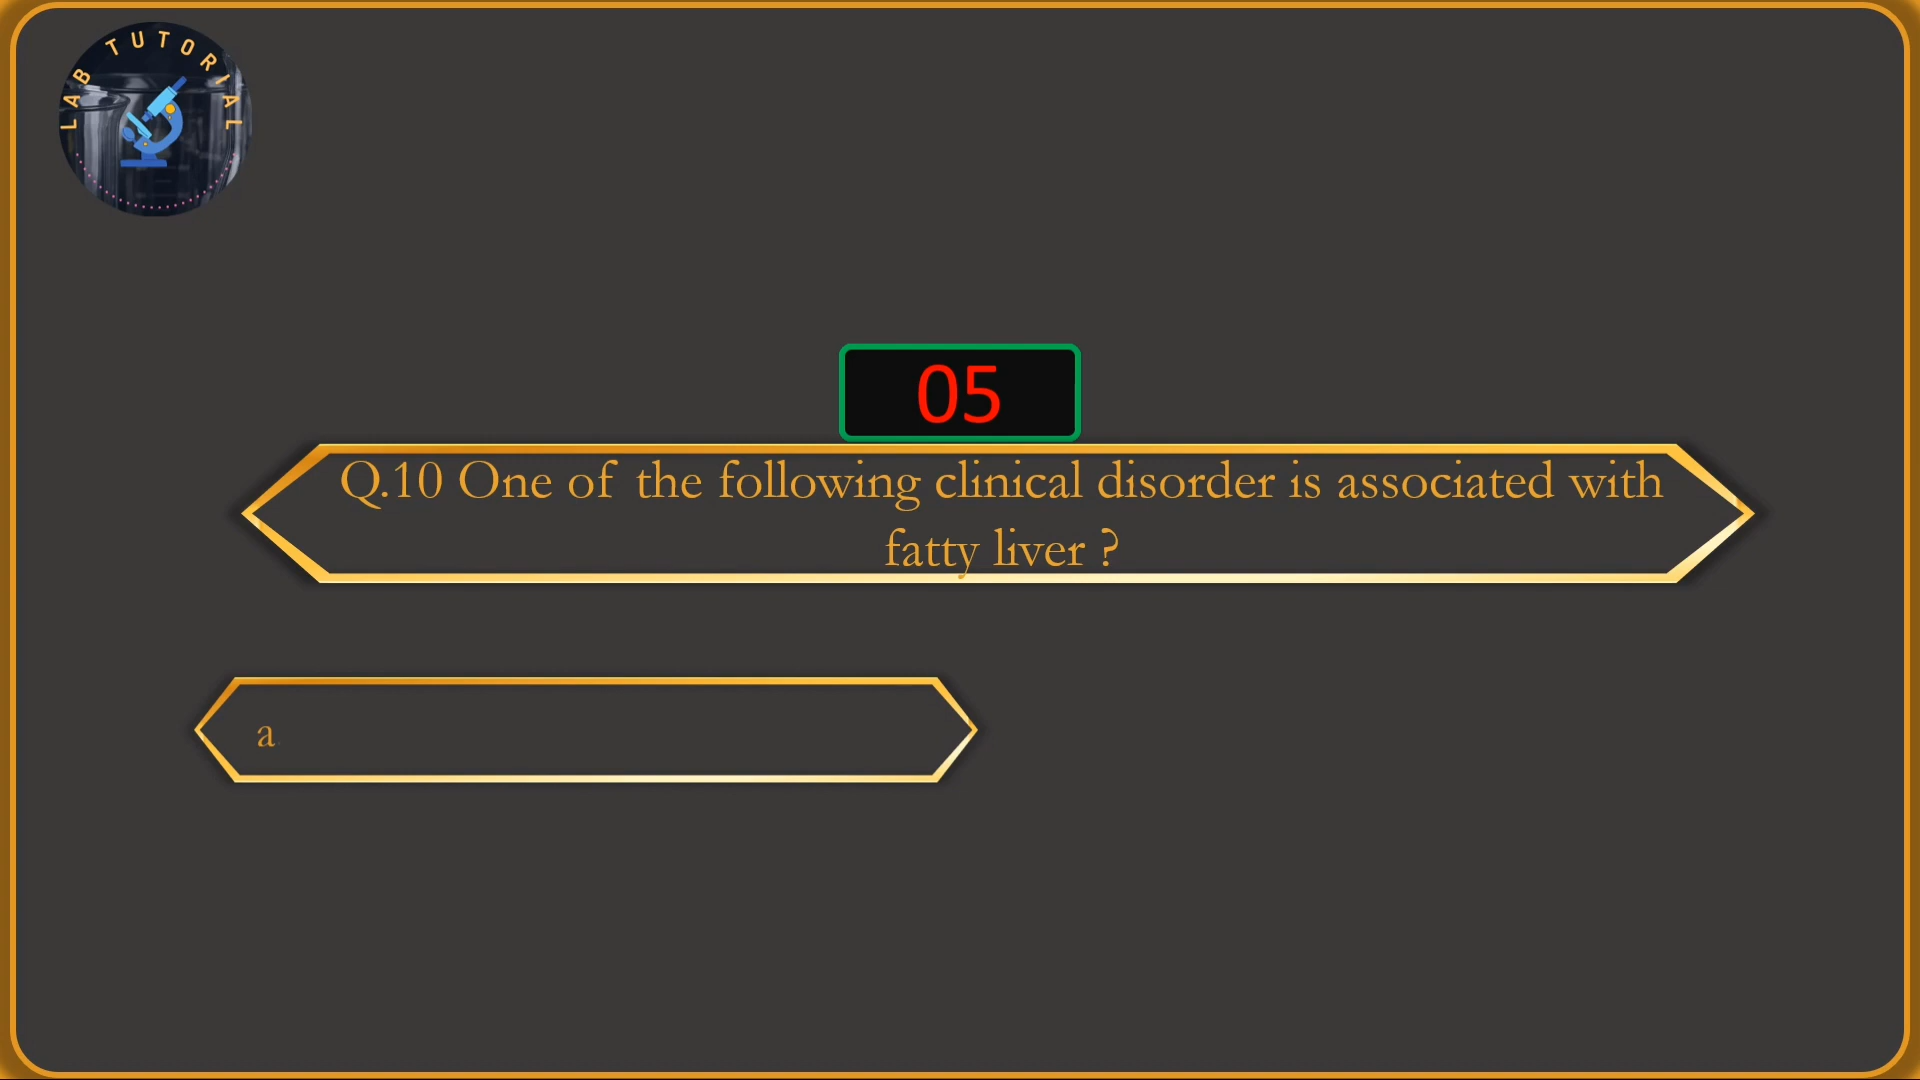 LAB TUTORIAL
05
Q.10 One of the following clinical disorder is associated with
fatty liver ?
a